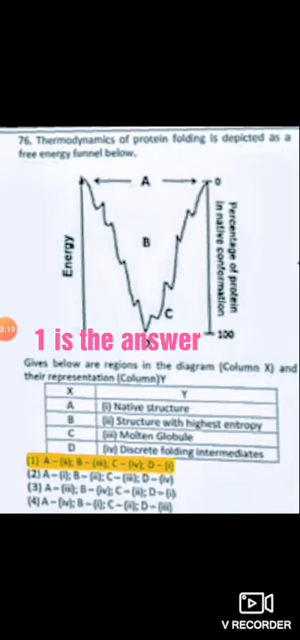 76. Thermodynamics of protein folding is depicted as a
free energy funnel below.
A
0
Energy
B
Percentage of protein
in native conformation
C
8:19
100
1 is the answer
Gives below are regions in the diagram (Column X) and
their representation (Column)Y
X Y
A (i) Native structure
B (ii) Structure with highest entropy
C (iii) Molten Globule
D (iv) Discrete folding intermediates
(1) A – (ii); B – (iii); C – (iv); D – (i)
(2) A – (i); B – (ii); C – (iii); D – (iv)
(3) A – (iii); B – (iv); C – (ii); D – (i)
(4) A – (iv); B – (i); C – (ii); D – (iii)
V RECORDER